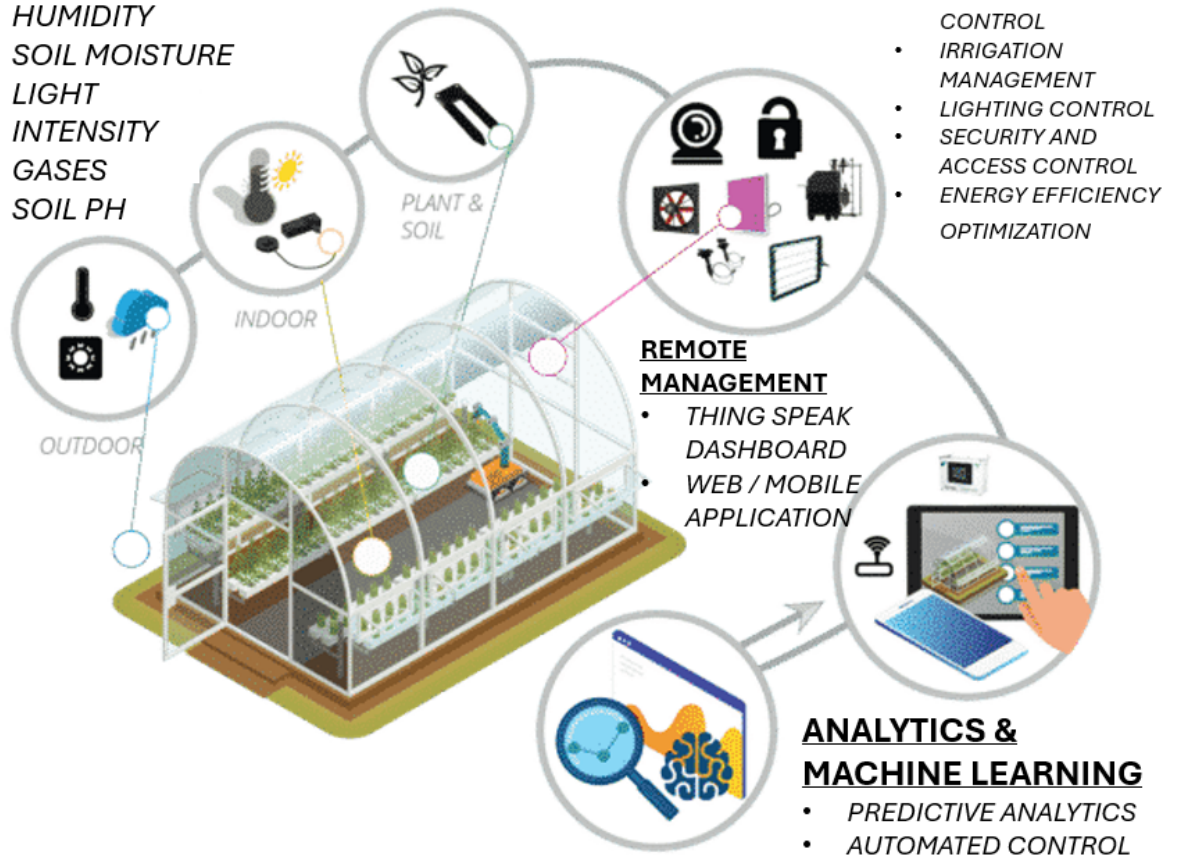 HUMIDITY
SOIL MOISTURE
LIGHT
INTENSITY
GASES
SOIL PH
OUTDOOR
INDOOR
PLANT &
SOIL
CONTROL
• IRRIGATION
MANAGEMENT
• LIGHTING CONTROL
• SECURITY AND
ACCESS CONTROL
• ENERGY EFFICIENCY
OPTIMIZATION
REMOTE
MANAGEMENT
• THING SPEAK
DASHBOARD
• WEB / MOBILE
APPLICATION
ANALYTICS &
MACHINE LEARNING
• PREDICTIVE ANALYTICS
• AUTOMATED CONTROL